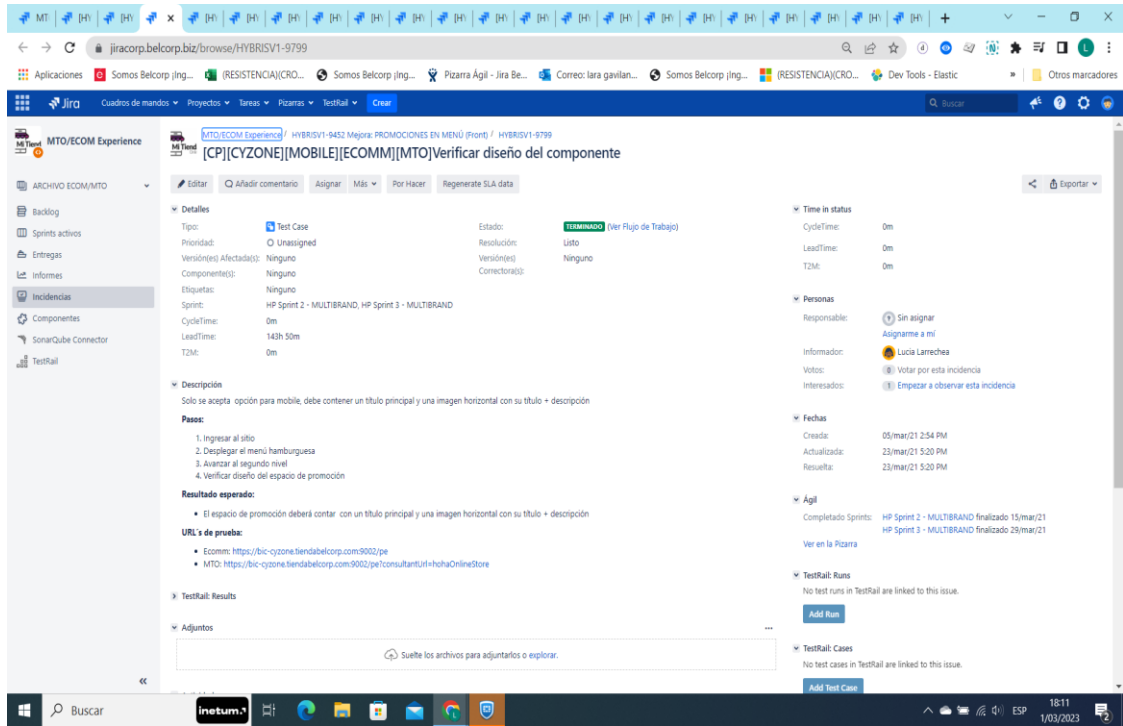 MT
[HY
[HY
jiracorp.belcorp.biz/browse/HYBRISV1-9799
Aplicaciones Somos Belcorp ¡Ing... (RESISTENCIA)(CRO... Somos Belcorp ¡Ing... Pizarra Ágil - Jira Be... Correo: lara gavilan... Somos Belcorp ¡Ing... (RESISTENCIA)(CRO... Dev Tools - Elastic » Otros marcadores
Jira Cuadros de mandos Proyectos Tareas Pizarras TestRail Crear Buscar
Mi Tiend MTO/ECOM Experience
ARCHIVO ECOM/MTO
Backlog
Sprints activos
Entregas
Informes
Incidencias
Componentes
SonarQube Connector
TestRail
«
Mi Tiend
MTO/ECOM Experience / HYBRISV1-9452 Mejora: PROMOCIONES EN MENÚ (Front) / HYBRISV1-9799
[CP][CYZONE][MOBILE][ECOMM][MTO]Verificar diseño del componente
Editar Añadir comentario Asignar Más Por Hacer Regenerate SLA data Exportar
Detalles
Tipo: Test Case Estado: TERMINADO (Ver Flujo de Trabajo)
Prioridad: Unassigned Resolución: Listo
Versión(es) Afectada(s): Ninguno Versión(es) Correctora(s): Ninguno
Componente(s): Ninguno
Etiquetas: Ninguno
Sprint: HP Sprint 2 - MULTIBRAND, HP Sprint 3 - MULTIBRAND
CycleTime: 0m
LeadTime: 143h 50m
T2M: 0m
Descripción
Solo se acepta opción para mobile, debe contener un título principal y una imagen horizontal con su título + descripción
Pasos:
1. Ingresar al sitio
2. Desplegar el menú hamburguesa
3. Avanzar al segundo nivel
4. Verificar diseño del espacio de promoción
Resultado esperado:
El espacio de promoción deberá contar con un título principal y una imagen horizontal con su título + descripción
URL´s de prueba:
Ecomm: https://bic-cyzone.tiendabelcorp.com:9002/pe
MTO: https://bic-cyzone.tiendabelcorp.com:9002/pe?consultantUrl=hohaOnlineStore
TestRail: Results
Adjuntos ...
Suelte los archivos para adjuntarlos o explorar.
Time in status
CycleTime: 0m
LeadTime: 0m
T2M: 0m
Personas
Responsable: Sin asignar
Asignarme a mí
Informador: Lucia Larrechea
Votos: 0 Votar por esta incidencia
Interesados: 1 Empezar a observar esta incidencia
Fechas
Creada: 05/mar/21 2:54 PM
Actualizada: 23/mar/21 5:20 PM
Resuelta: 23/mar/21 5:20 PM
Ágil
Completado Sprints: HP Sprint 2 - MULTIBRAND finalizado 15/mar/21
HP Sprint 3 - MULTIBRAND finalizado 29/mar/21
Ver en la Pizarra
TestRail: Runs
No test runs in TestRail are linked to this issue.
Add Run
TestRail: Cases
No test cases in TestRail are linked to this issue.
Add Test Case
Buscar inetum. ESP 18:11
1/03/2023